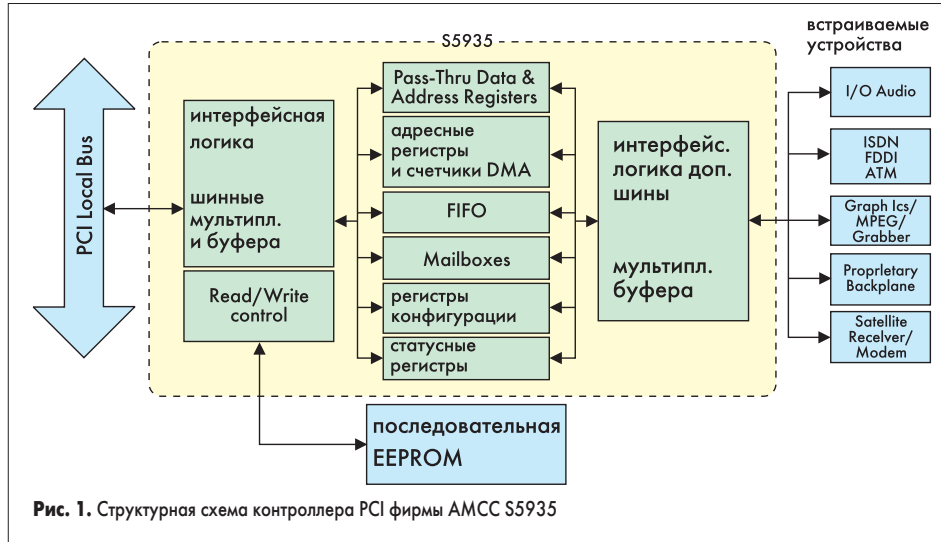 S5935
встраиваемые
устройства
PCI Local Bus
интерфейсная
логика
шинные
мультипл.
и буфера
Read/Write
control
Pass-Thru Data &
Address Registers
адресные
регистры
и счетчики DMA
FIFO
Mailboxes
регистры
конфигурации
статусные
регистры
интерфейс.
логика доп.
шины
мультипл.
буфера
I/O Audio
ISDN
FDDI
ATM
Graph Ics/
MPEG/
Grabber
Proprletary
Backplane
Satellite
Recelver/
Modem
последовательная
EEPROM
Рис. 1. Структурная схема контроллера PCI фирмы AMCC S5935